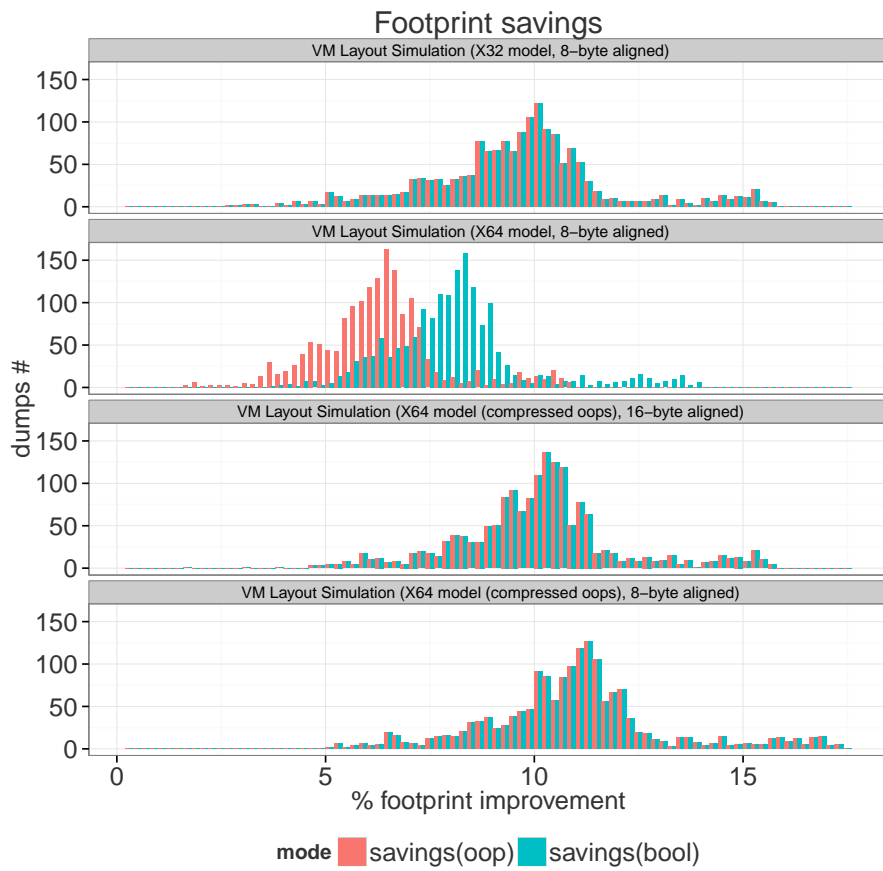 Footprint savings
VM Layout Simulation (X32 model, 8−byte aligned)
150
100
50
0
VM Layout Simulation (X64 model, 8−byte aligned)
150
100
50
0
VM Layout Simulation (X64 model (compressed oops), 16−byte aligned)
150
100
50
0
VM Layout Simulation (X64 model (compressed oops), 8−byte aligned)
150
100
50
0
dumps #
0 5 10 15
% footprint improvement
mode savings(oop) savings(bool)